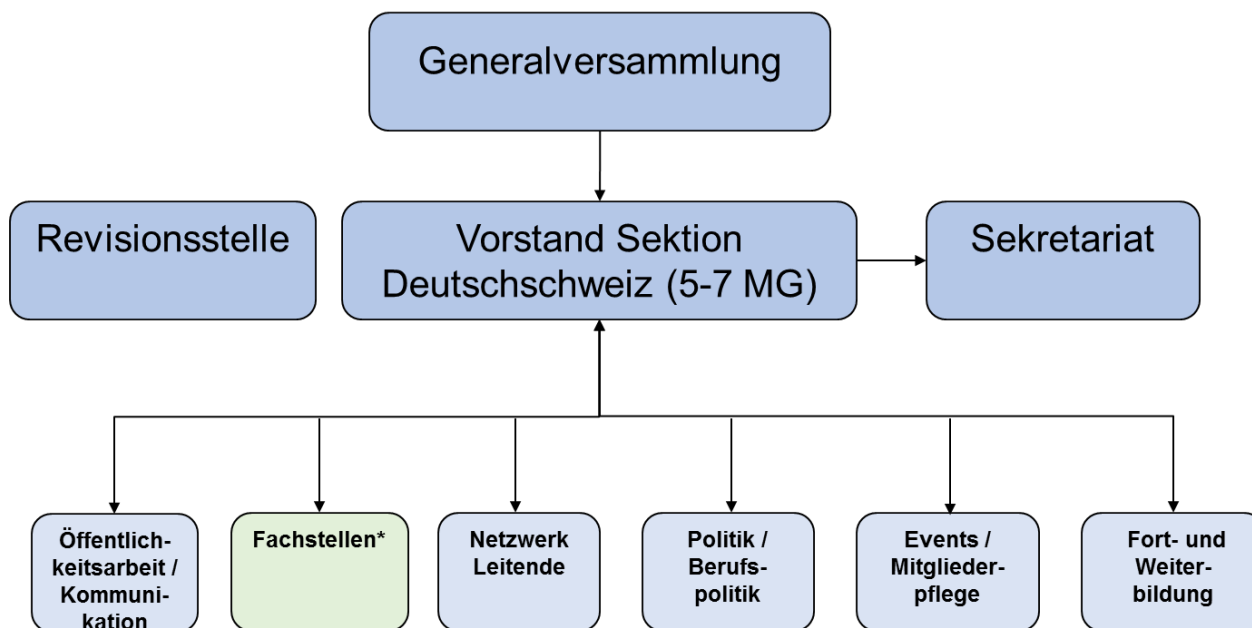 Generalversammlung
Revisionsstelle
Vorstand Sektion
Deutschschweiz (5-7 MG)
Sekretariat
Öffentlich-
keitsarbeit /
Kommuni-
kation
Fachstellen*
Netzwerk
Leitende
Politik /
Berufs-
politik
Events /
Mitglieder-
pflege
Fort- und
Weiter-
bildung